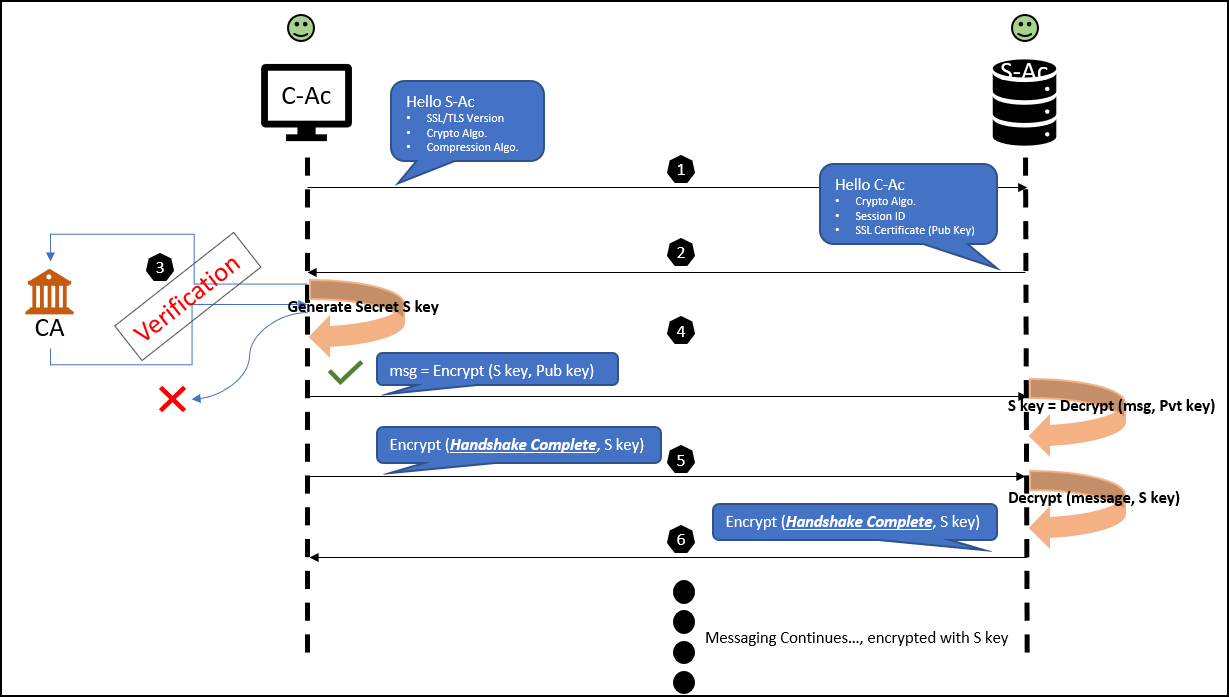 C-Ac
S-Ac
Hello S-Ac
• SSL/TLS Version
• Crypto Algo.
• Compression Algo.
1
Hello C-Ac
• Crypto Algo.
• Session ID
• SSL Certificate (Pub Key)
2
3
Verification
CA
Generate Secret S key
4
msg = Encrypt (S key, Pub key)
S key = Decrypt (msg, Pvt key)
Encrypt (Handshake Complete, S key)
5
Decrypt (message, S key)
Encrypt (Handshake Complete, S key)
6
Messaging Continues…, encrypted with S key